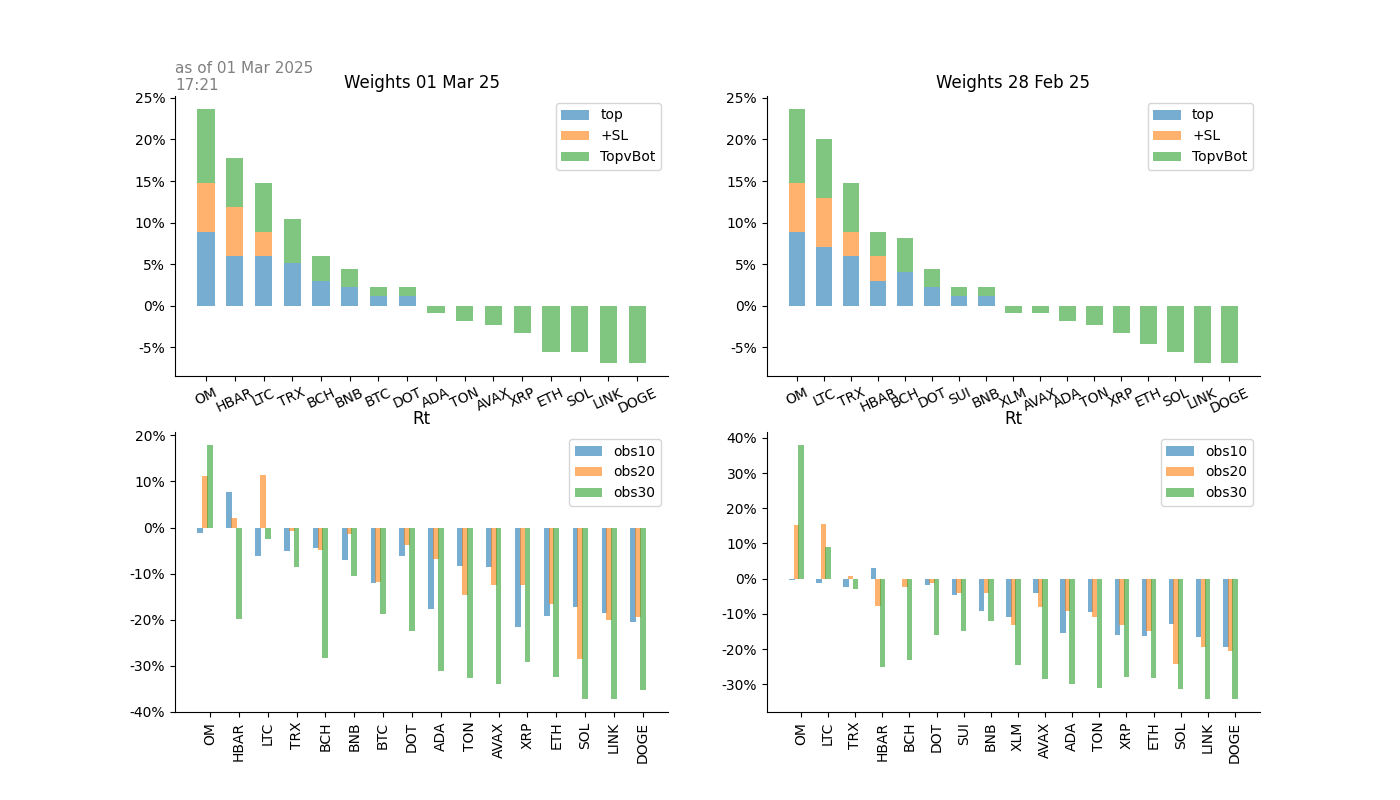 as of 01 Mar 2025
17:21
Weights 01 Mar 25
25%
20%
15%
10%
5%
0%
-5%
top
+SL
TopvBot
OM HBAR LTC TRX BCH BNB BTC DOT ADA TON AVAX XRP ETH SOL LINK DOGE
Weights 28 Feb 25
25%
20%
15%
10%
5%
0%
-5%
top
+SL
TopvBot
OM LTC TRX HBAR BCH DOT SUI BNB XLM AVAX ADA TON XRP ETH SOL LINK DOGE
Rt
20%
10%
0%
-10%
-20%
-30%
-40%
obs10
obs20
obs30
OM HBAR LTC TRX BCH BNB BTC DOT ADA TON AVAX XRP ETH SOL LINK DOGE
Rt
40%
30%
20%
10%
0%
-10%
-20%
-30%
obs10
obs20
obs30
OM LTC TRX HBAR BCH DOT SUI BNB XLM AVAX ADA TON XRP ETH SOL LINK DOGE